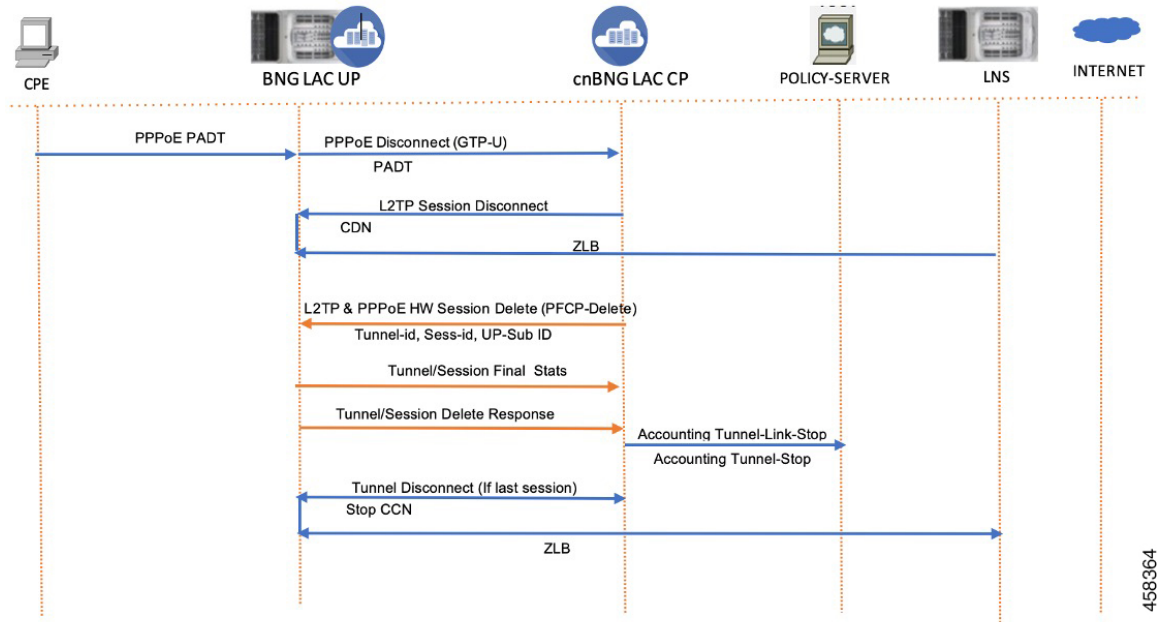 CPE
BNG LAC UP
cnBNG LAC CP
POLICY-SERVER
LNS
INTERNET
PPPoE PADT
PPPoE Disconnect (GTP-U)
PADT
L2TP Session Disconnect
CDN
ZLB
L2TP & PPPoE HW Session Delete (PFCP-Delete)
Tunnel-id, Sess-id, UP-Sub ID
Tunnel/Session Final Stats
Tunnel/Session Delete Response
Accounting Tunnel-Link-Stop
Accounting Tunnel-Stop
Tunnel Disconnect (If last session)
Stop CCN
ZLB
458364